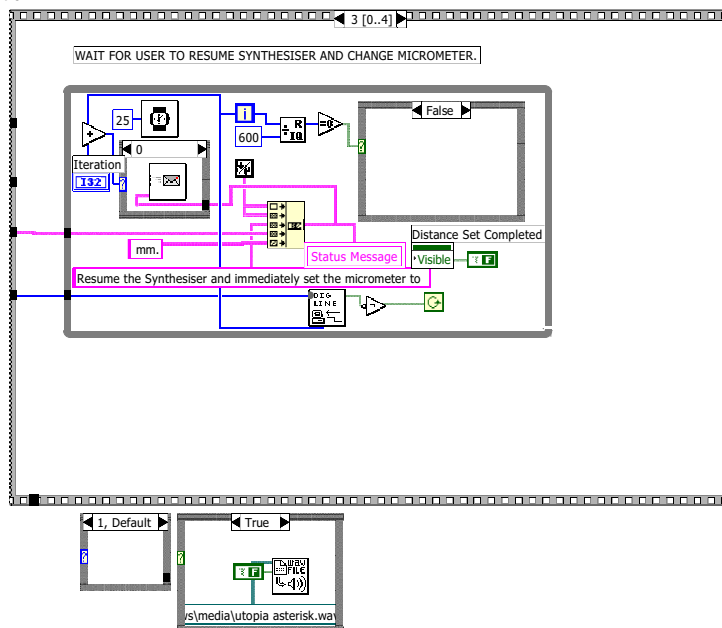 3 [0..4]
WAIT FOR USER TO RESUME SYNTHESISER AND CHANGE MICROMETER.
25
i
R
IQ
=0
600
False
+
0
Iteration
I32
?
?
Distance Set Completed
mm.
Status Message
Visible
F
Resume the Synthesiser and immediately set the micrometer to
DIG
LINE
1, Default
True
?
?
wav
FILE
F
ws\media\utopia asterisk.wav